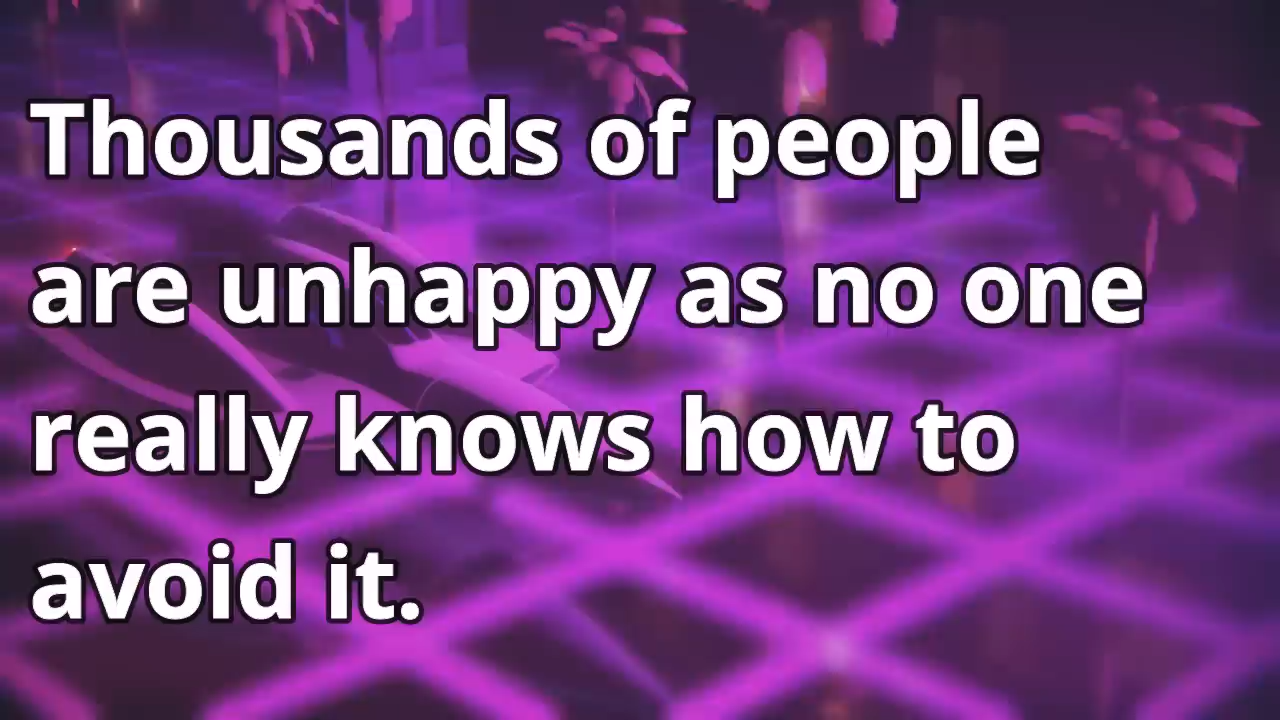 Thousands of people
are unhappy as no one
really knows how to
avoid it.